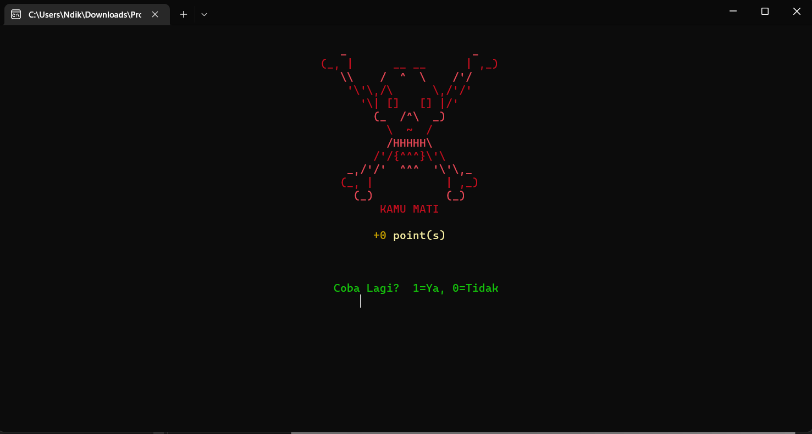 C:\Users\Ndik\Downloads\Pro
KAMU MATI
+0 point(s)
Coba Lagi?  1=Ya, 0=Tidak